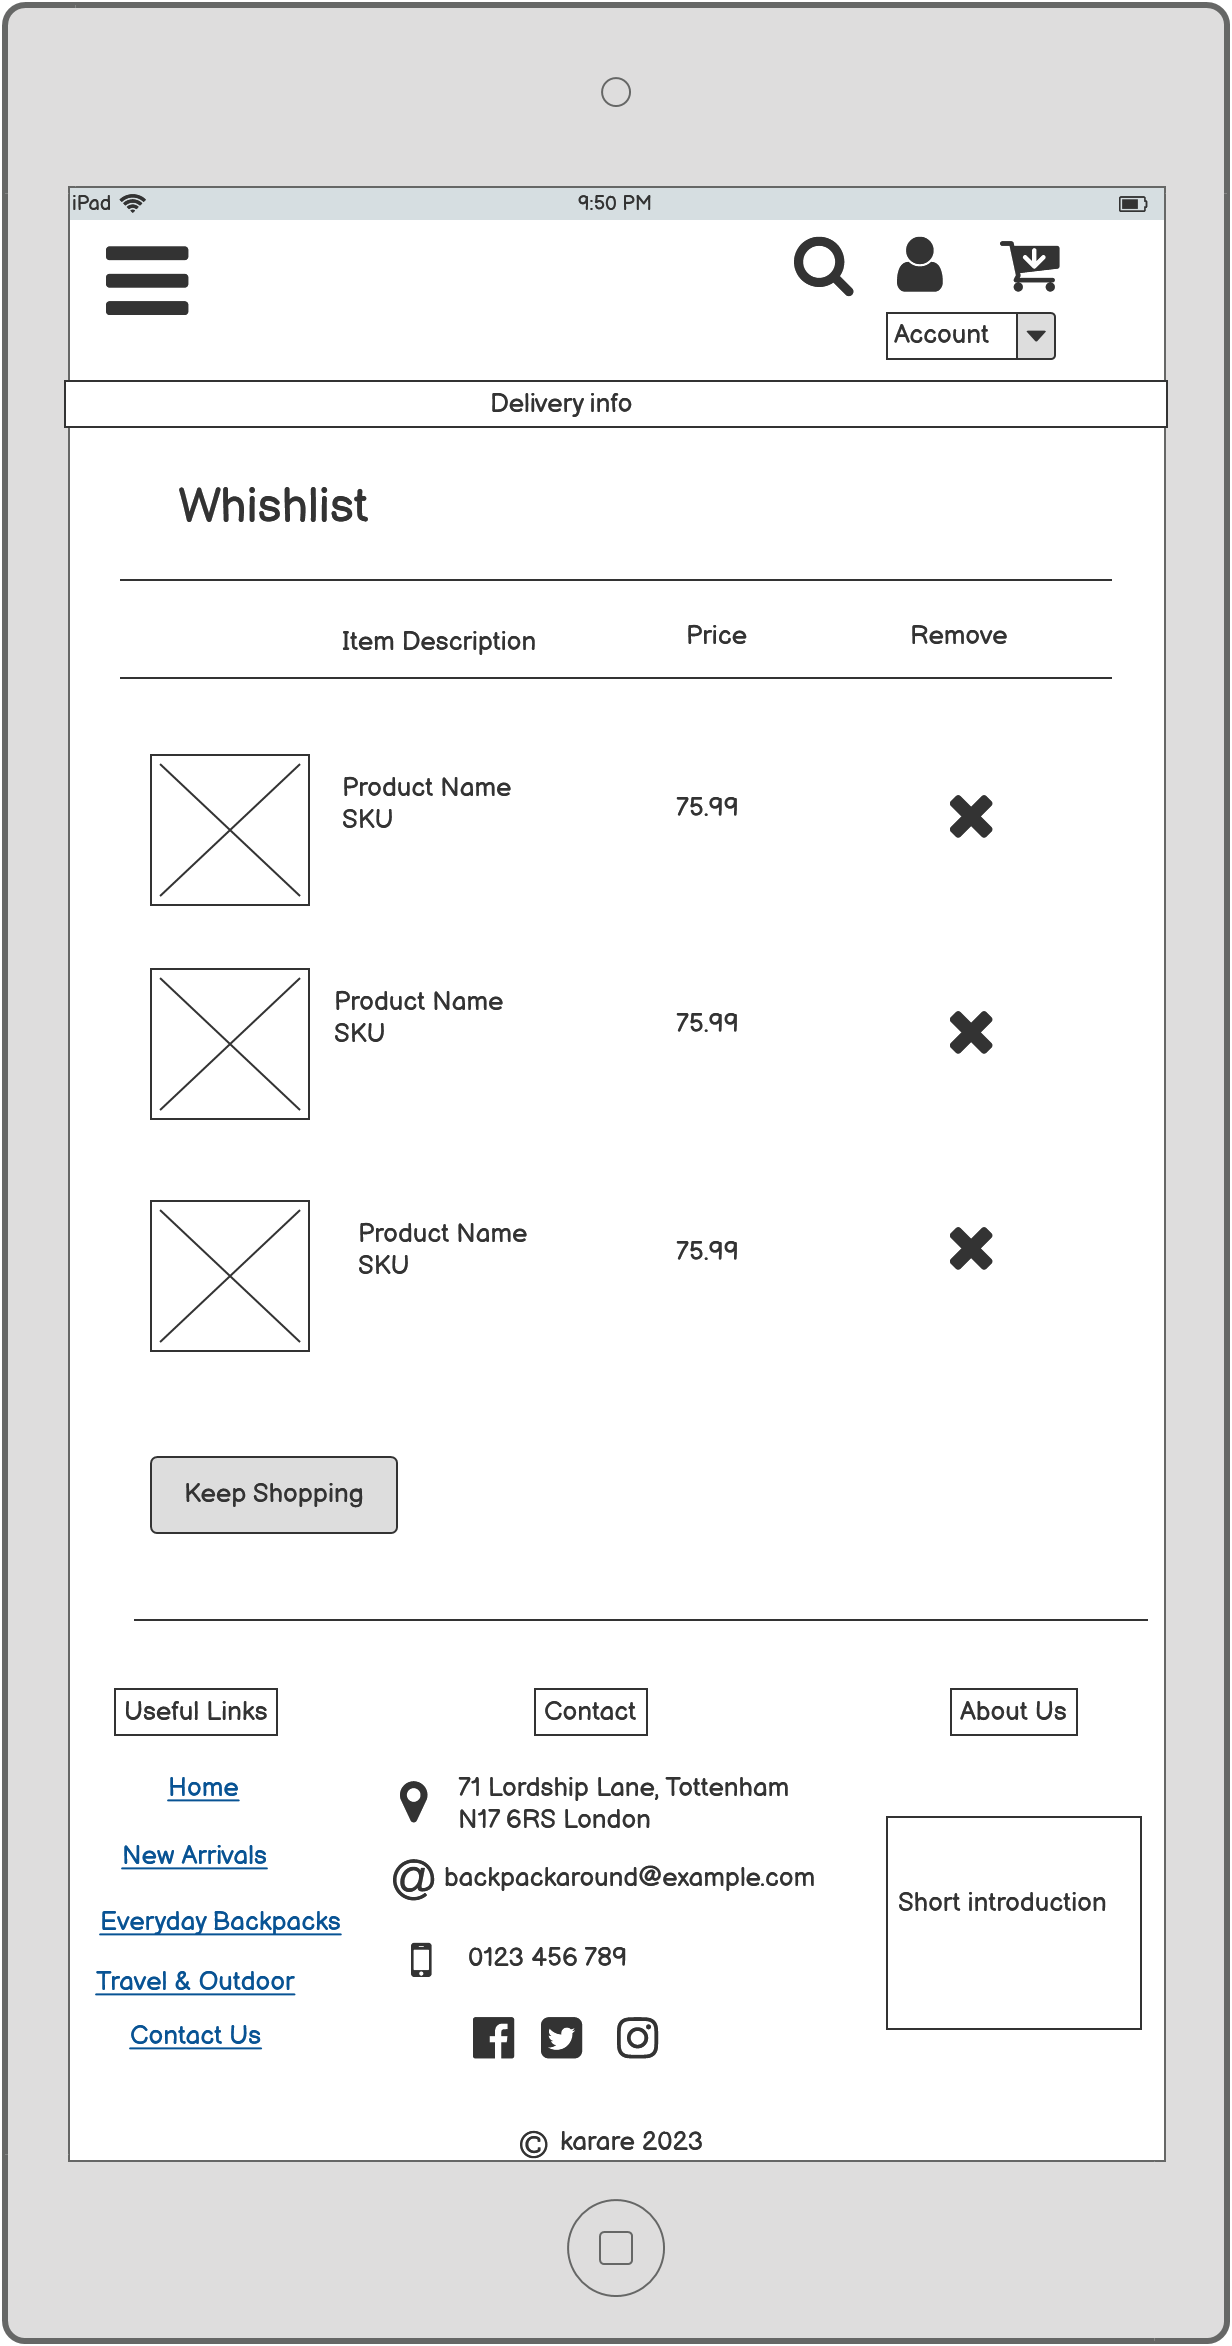 iPad
9:50 PM
Account
Delivery info
Whishlist
Item Description
Price
Remove
Product Name
SKU
75.99
Product Name
SKU
75.99
Product Name
SKU
75.99
Keep Shopping
Useful Links
Home
New Arrivals
Everyday Backpacks
Travel & Outdoor
Contact Us
Contact
71 Lordship Lane, Tottenham
N17 6RS London
@ backpackaround@example.com
0123 456 789
About Us
Short introduction
© karare 2023